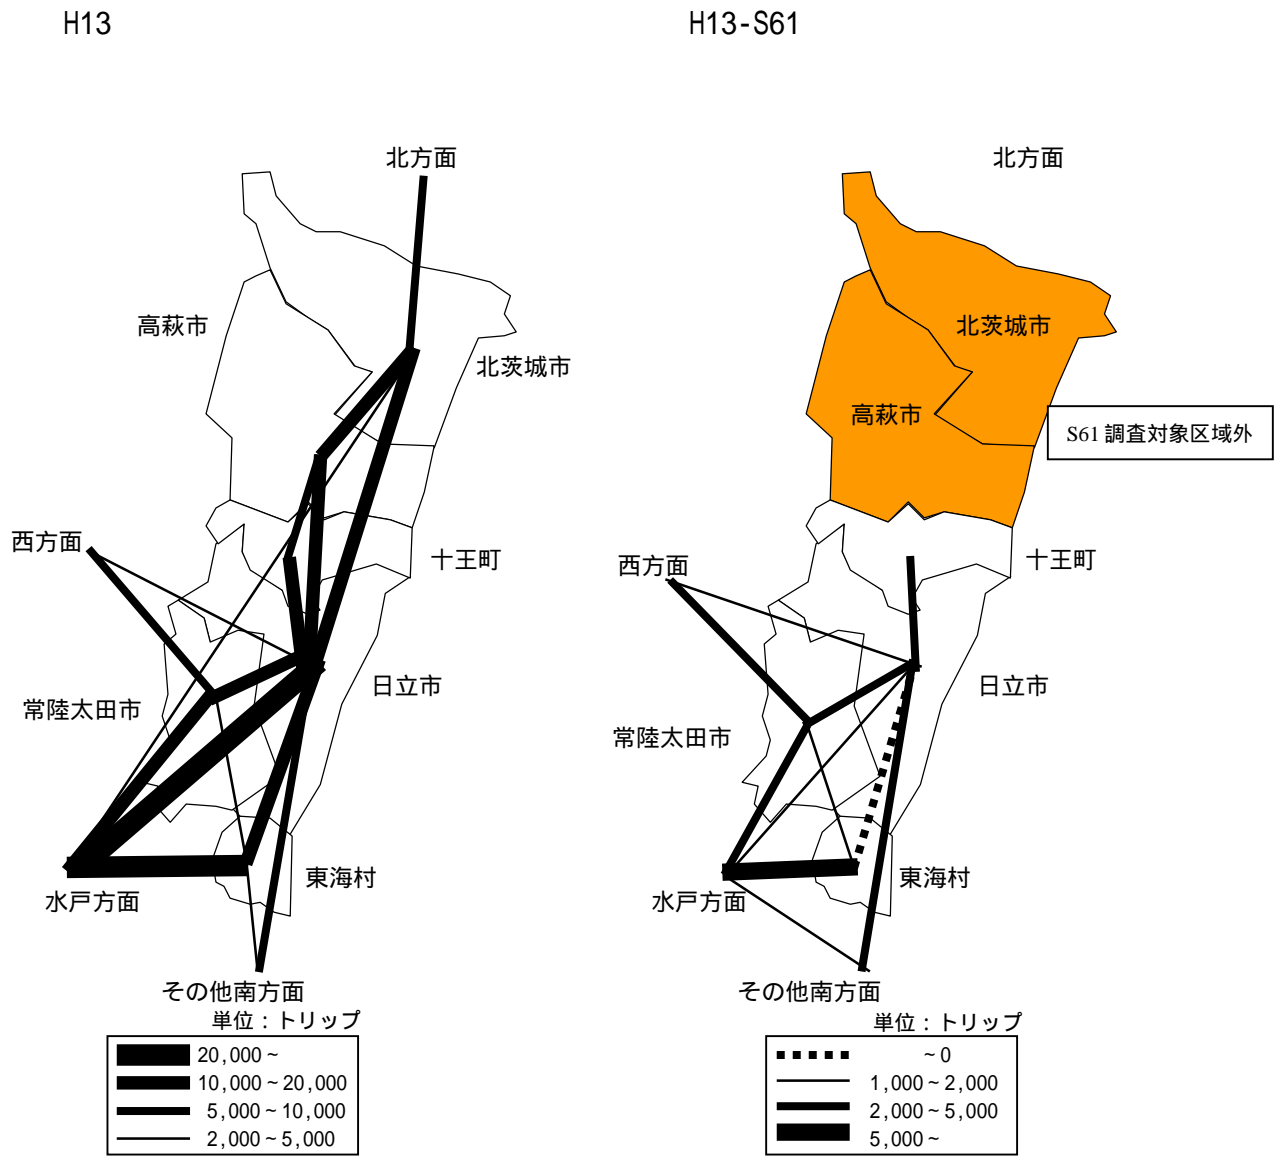 H13
北方面
高萩市
北茨城市
西方面
十王町
日立市
常陸太田市
東海村
水戸方面
その他南方面
単位：トリップ
20,000～
10,000～20,000
5,000～10,000
2,000～5,000
H13-S61
北方面
北茨城市
高萩市
S61 調査対象区域外
十王町
西方面
日立市
常陸太田市
東海村
水戸方面
その他南方面
単位：トリップ
～0
1,000～2,000
2,000～5,000
5,000～